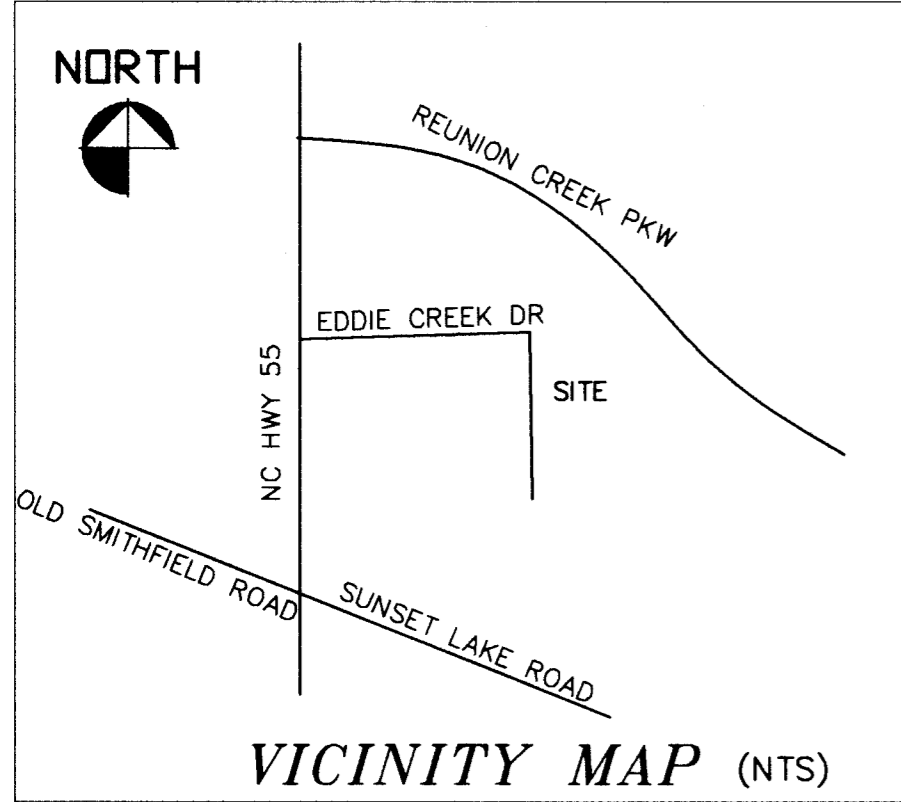 NORTH
REUNION CREEK PKW
EDDIE CREEK DR
NC HWY 55
SITE
OLD SMITHFIELD ROAD
SUNSET LAKE ROAD
VICINITY MAP (NTS)